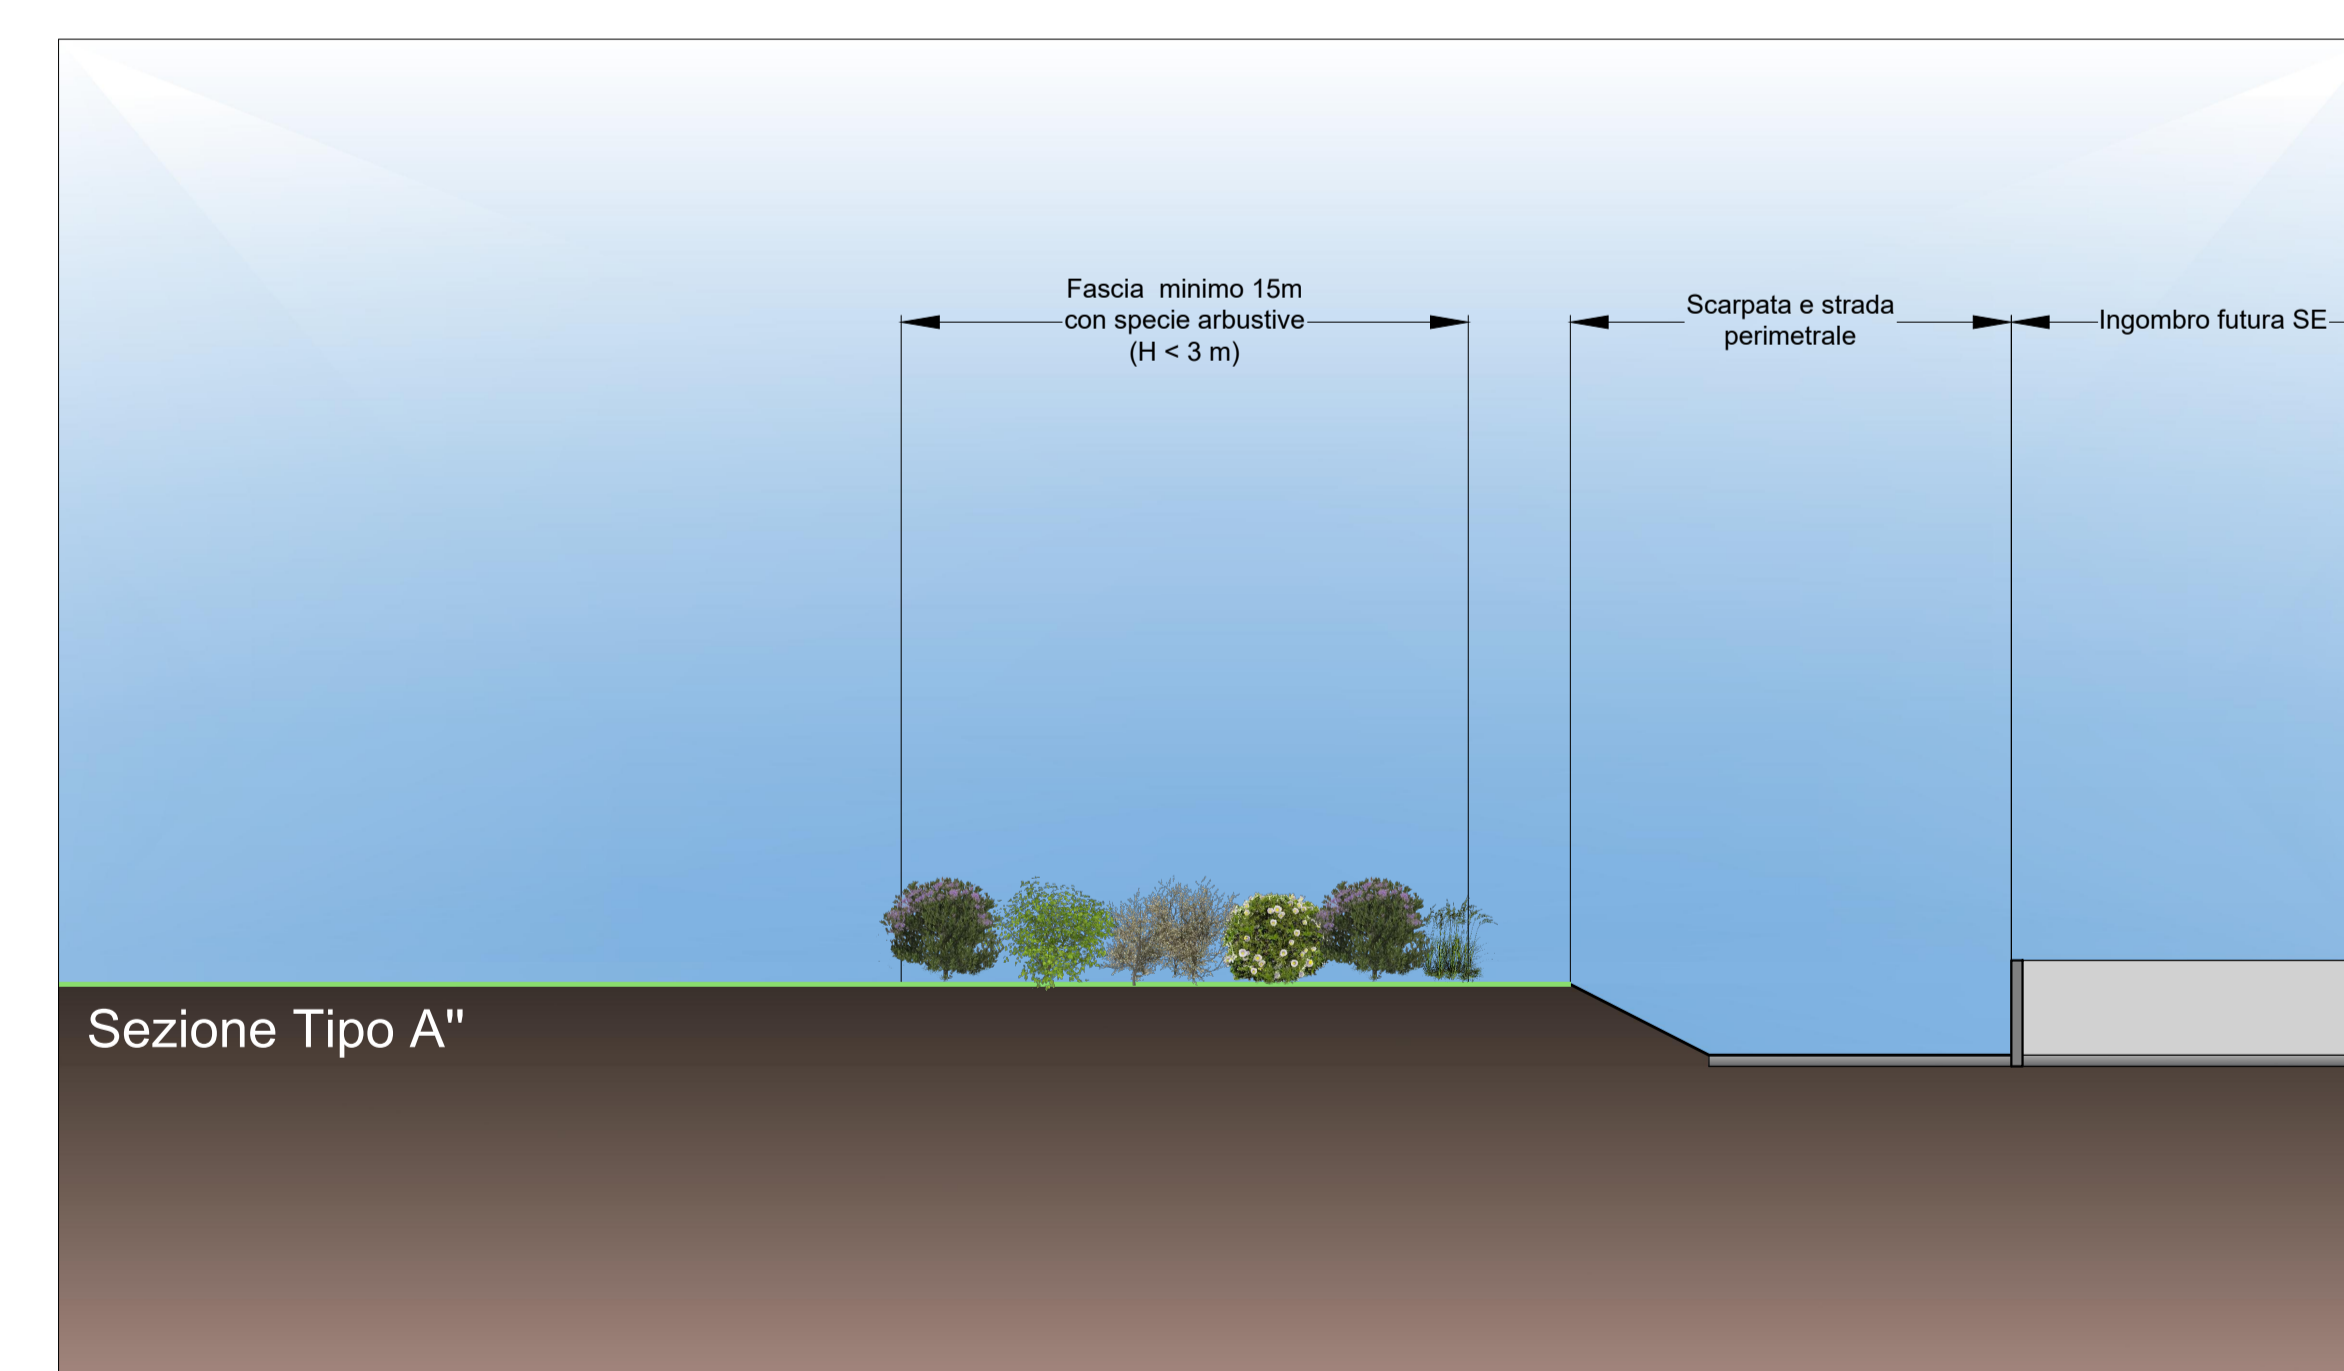 Fascia  minimo 15m
con specie arbustive
(H < 3 m)
Scarpata e strada
perimetrale
Ingombro futura SE
Sezione Tipo A"